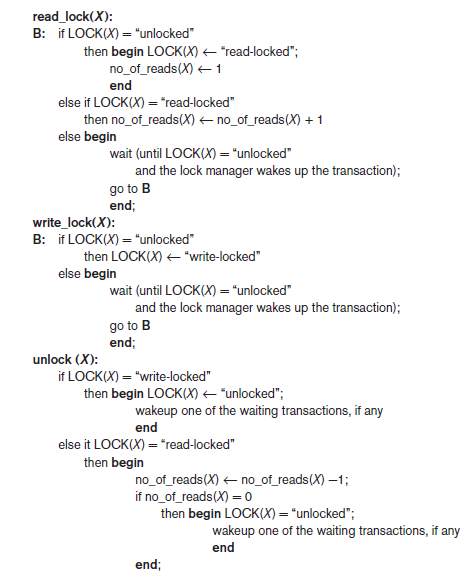 read_lock(X):
B: if LOCK(X) = “unlocked”
then begin LOCK(X) ← “read-locked”;
no_of_reads(X) ← 1
end
else if LOCK(X) = “read-locked”
then no_of_reads(X) ← no_of_reads(X) + 1
else begin
wait (until LOCK(X) = “unlocked”
and the lock manager wakes up the transaction);
go to B
end;
write_lock(X):
B: if LOCK(X) = “unlocked”
then LOCK(X) ← “write-locked”
else begin
wait (until LOCK(X) = “unlocked”
and the lock manager wakes up the transaction);
go to B
end;
unlock (X):
if LOCK(X) = “write-locked”
then begin LOCK(X) ← “unlocked”;
wakeup one of the waiting transactions, if any
end
else it LOCK(X) = “read-locked”
then begin
no_of_reads(X) ← no_of_reads(X) −1;
if no_of_reads(X) = 0
then begin LOCK(X) = “unlocked”;
wakeup one of the waiting transactions, if any
end
end;